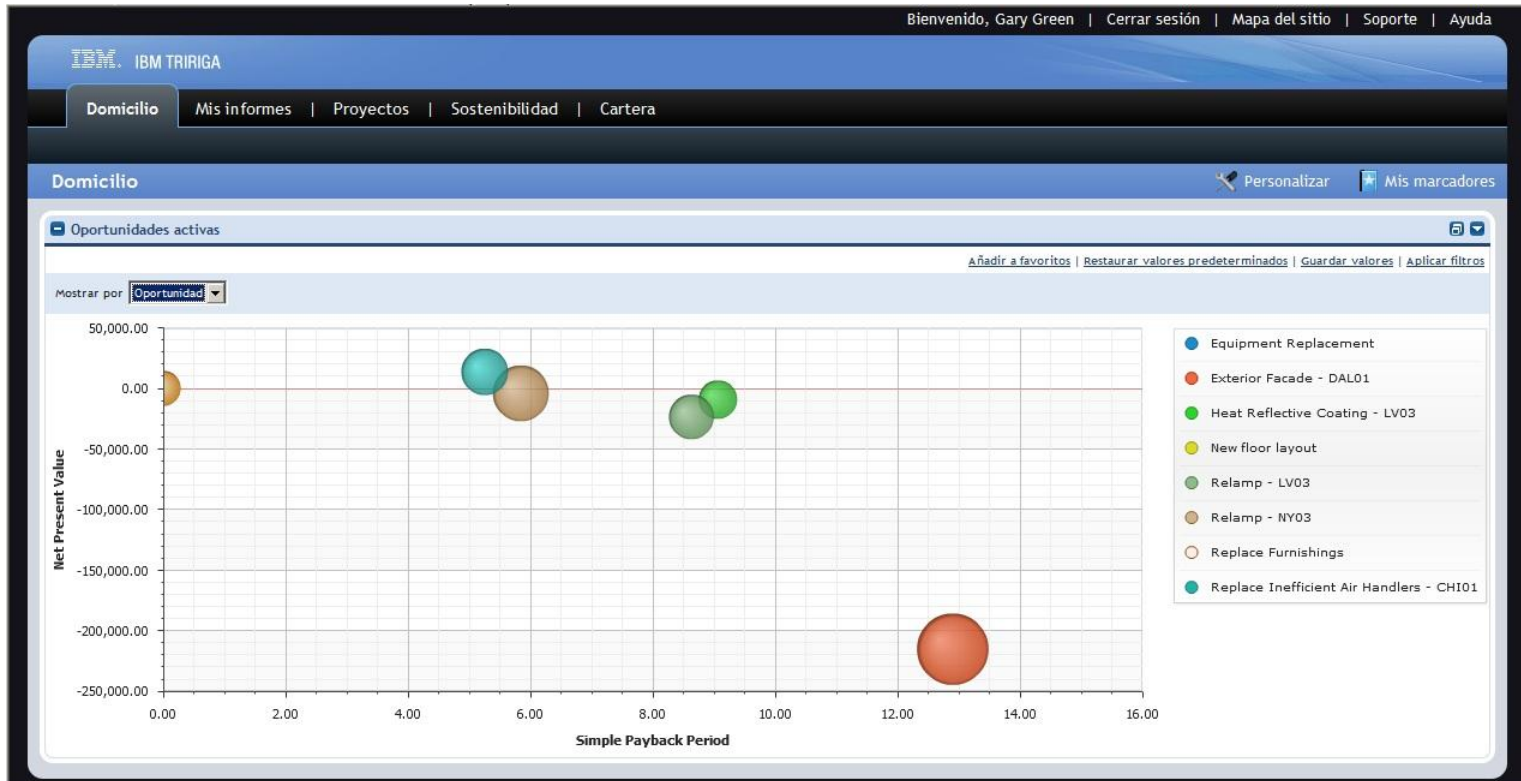 Bienvenido, Gary Green | Cerrar sesión | Mapa del sitio | Soporte | Ayuda
IBM. IBM TRIRIGA
Domicilio Mis informes | Proyectos | Sostenibilidad | Cartera
Domicilio Personalizar Mis marcadores
Oportunidades activas
Añadir a favoritos | Restaurar valores predeterminados | Guardar valores | Aplicar filtros
Mostrar por Oportunidad
Net Present Value
50,000.00
0.00
-50,000.00
-100,000.00
-150,000.00
-200,000.00
-250,000.00
0.00 2.00 4.00 6.00 8.00 10.00 12.00 14.00 16.00
Simple Payback Period
Equipment Replacement
Exterior Facade - DAL01
Heat Reflective Coating - LV03
New floor layout
Relamp - LV03
Relamp - NY03
Replace Furnishings
Replace Inefficient Air Handlers - CHI01